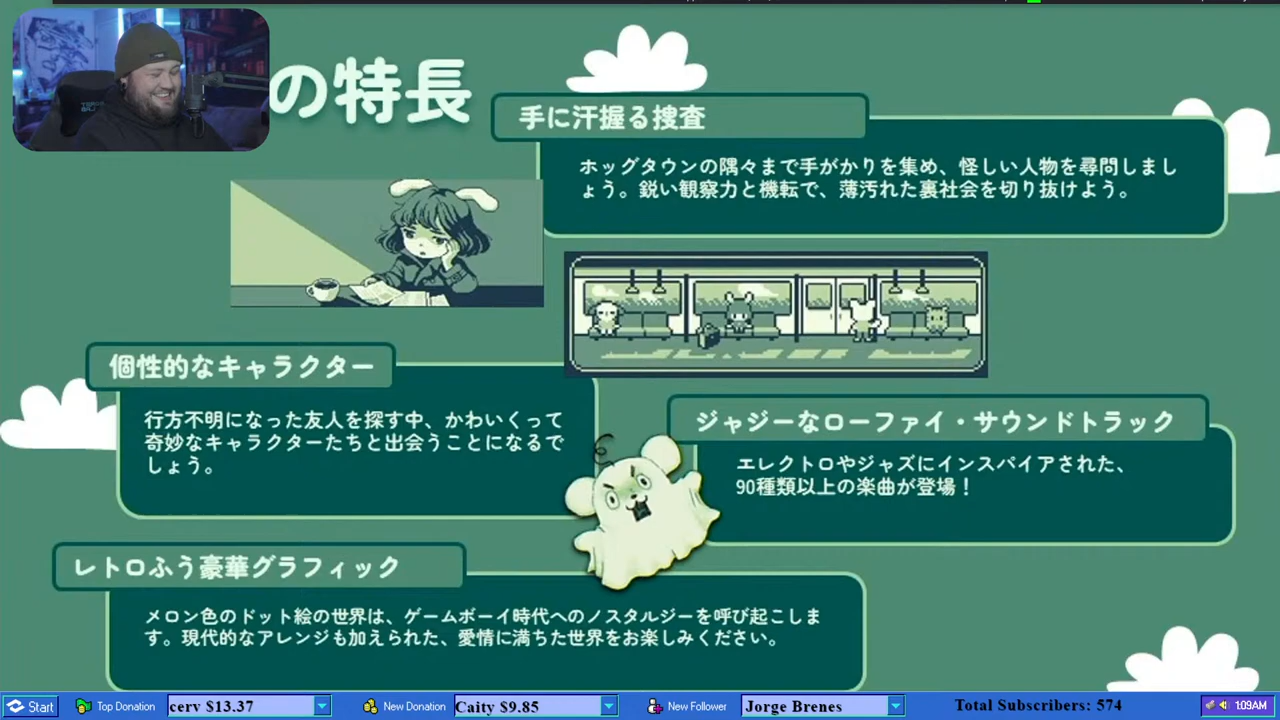 の特長
手に汗握る捜査
ホッグタウンの隅々まで手がかりを集め、怪しい人物を尋問しまし
ょう。鋭い観察力と機転で、薄汚れた裏社会を切り抜けよう。
個性的なキャラクター
行方不明になった友人を探す中、かわいくって
奇妙なキャラクターたちと出会うことになるで
しょう。
ジャジーなローファイ・サウンドトラック
エレクトロやジャズにインスパイアされた、
90種類以上の楽曲が登場！
レトロふう豪華グラフィック
メロン色のドット絵の世界は、ゲームボーイ時代へのノスタルジーを呼び起こしま
す。現代的なアレンジも加えられた、愛情に満ちた世界をお楽しみください。
Start
Top Donation
cerv $13.37
New Donation
Caity $9.85
New Follower
Jorge Brenes
Total Subscribers: 574
1:09AM